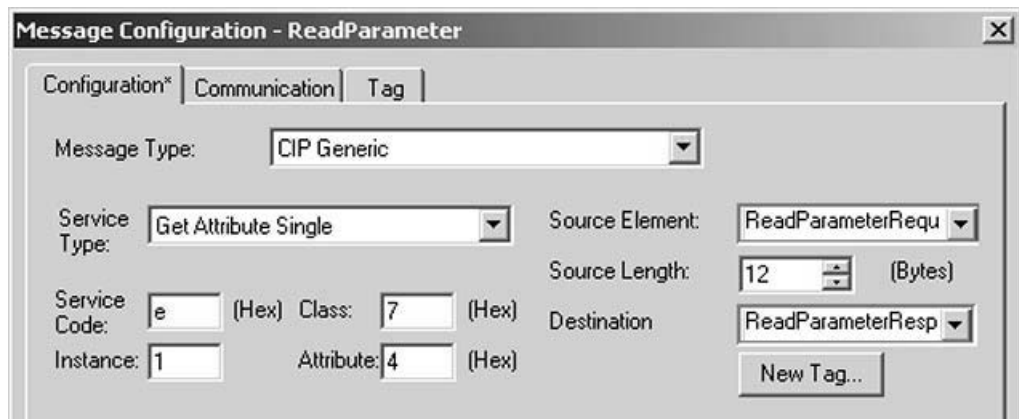 Message Configuration - ReadParameter
Configuration* Communication Tag
Message Type: CIP Generic
Service Type: Get Attribute Single
Source Element: ReadParameterRequ
Source Length: 12 (Bytes)
Service Code: e (Hex) Class: 7 (Hex)
Destination ReadParameterResp
Instance: 1 Attribute: 4 (Hex)
New Tag...